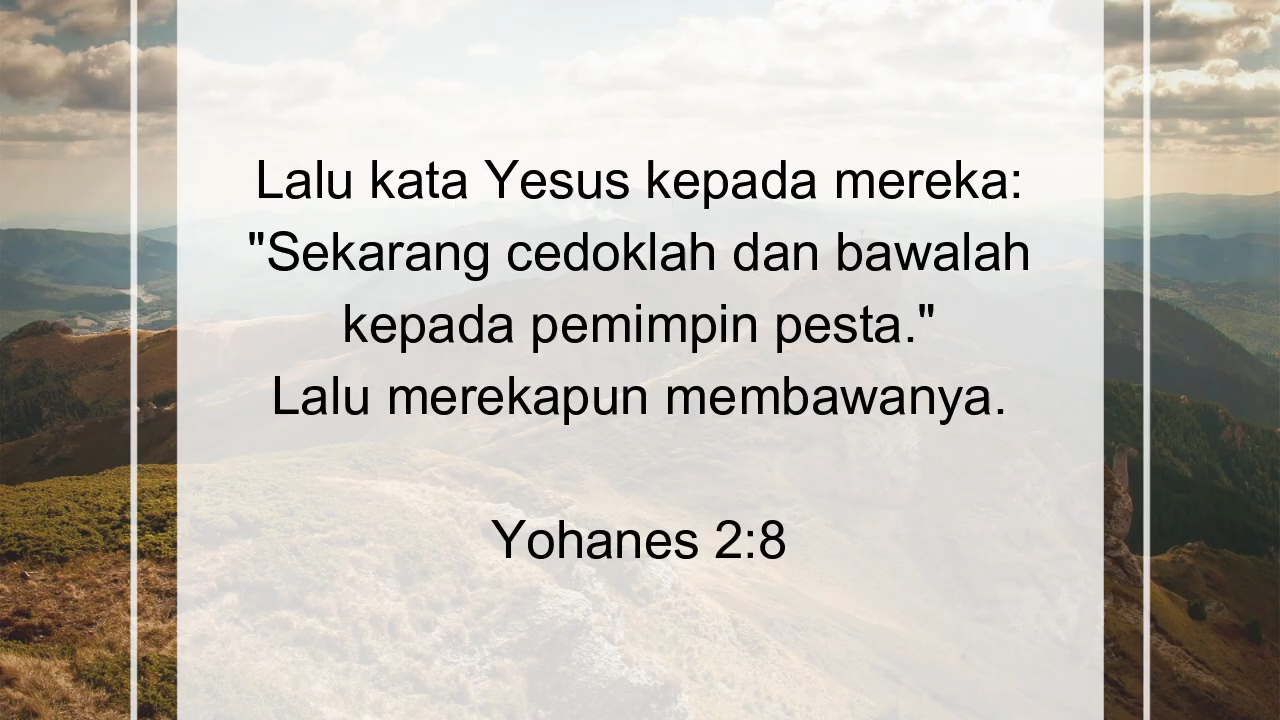 Lalu kata Yesus kepada mereka:
"Sekarang cedoklah dan bawalah
kepada pemimpin pesta."
Lalu merekapun membawanya.
Yohanes 2:8